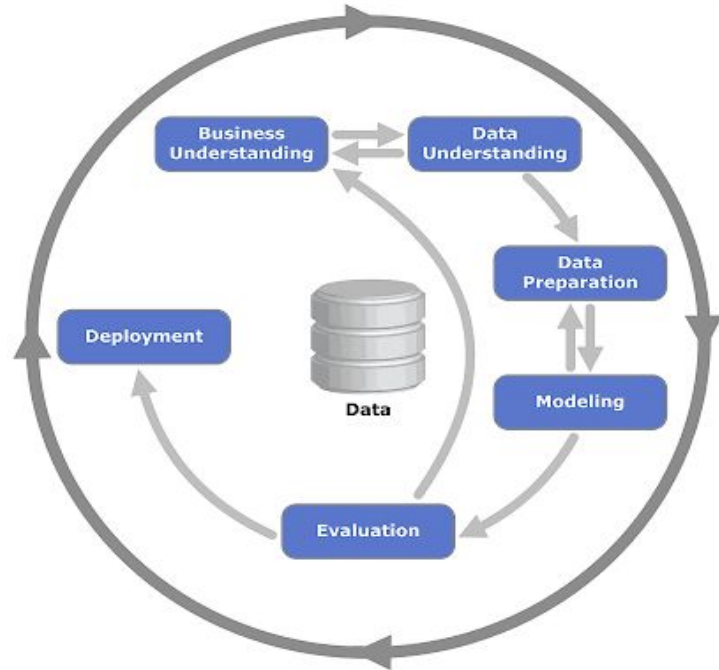 Business
Understanding
Data
Understanding
Data
Preparation
Modeling
Evaluation
Deployment
Data